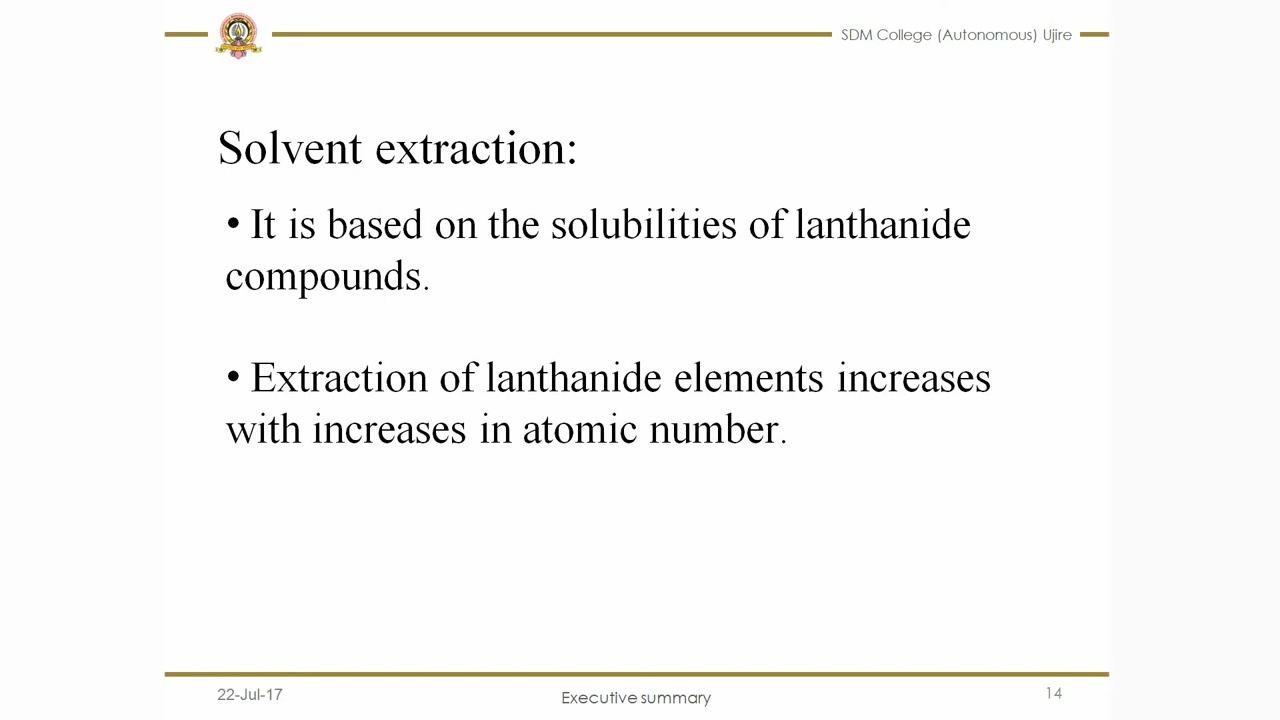 SDM College (Autonomous) Ujire
Solvent extraction:
• It is based on the solubilities of lanthanide
compounds.
• Extraction of lanthanide elements increases
with increases in atomic number.
22-Jul-17
Executive summary
14